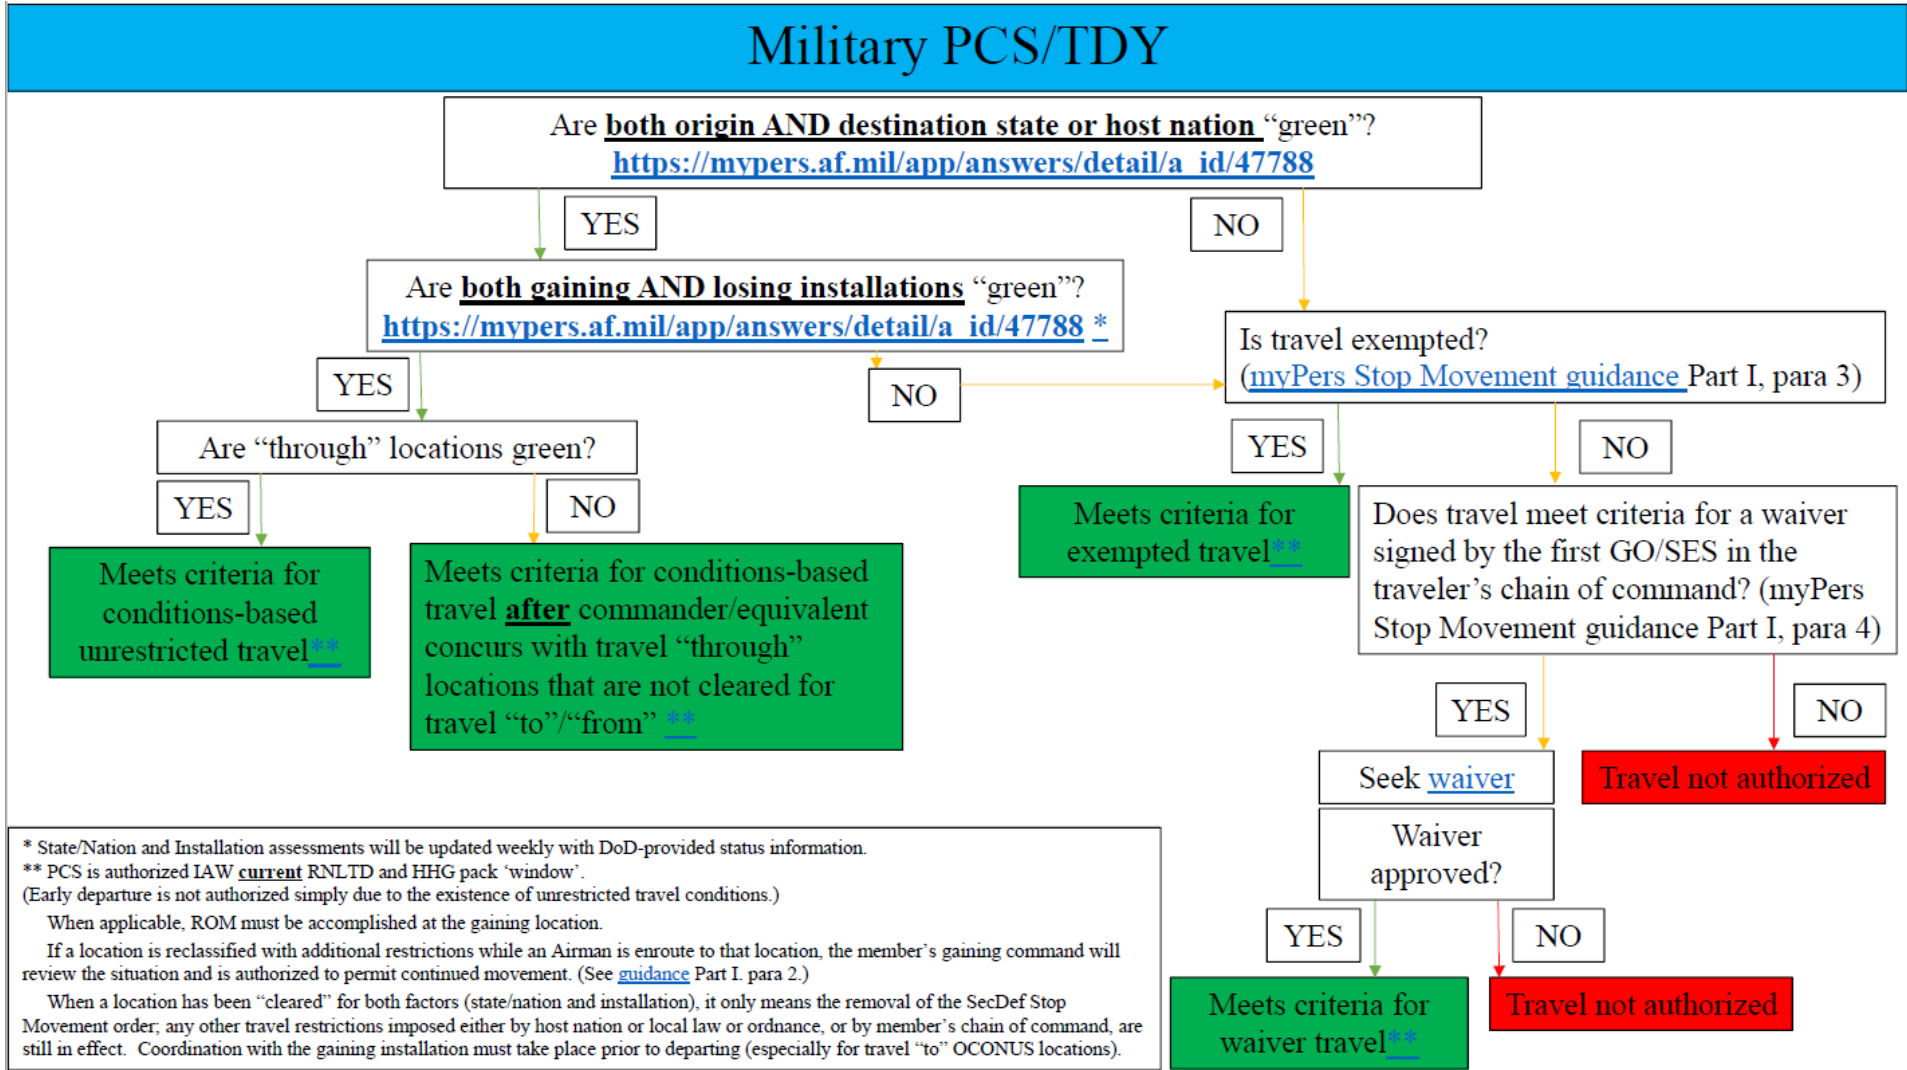 Military PCS/TDY
Are both origin AND destination state or host nation “green”?
https://mypers.af.mil/app/answers/detail/a_id/47788
YES
NO
Are both gaining AND losing installations “green”?
https://mypers.af.mil/app/answers/detail/a_id/47788 *
Is travel exempted?
(myPers Stop Movement guidance Part I, para 3)
YES
NO
Are “through” locations green?
YES
NO
YES
NO
Meets criteria for
conditions-based
unrestricted travel**
Meets criteria for conditions-based
travel after commander/equivalent
concurs with travel “through”
locations that are not cleared for
travel “to”/“from” **
Meets criteria for
exempted travel**
Does travel meet criteria for a waiver
signed by the first GO/SES in the
traveler’s chain of command? (myPers
Stop Movement guidance Part I, para 4)
YES
NO
Seek waiver
Travel not authorized
Waiver
approved?
YES
NO
Meets criteria for
waiver travel**
Travel not authorized
* State/Nation and Installation assessments will be updated weekly with DoD-provided status information.
** PCS is authorized IAW current RNLTD and HHG pack ‘window’.
(Early departure is not authorized simply due to the existence of unrestricted travel conditions.)
When applicable, ROM must be accomplished at the gaining location.
If a location is reclassified with additional restrictions while an Airman is enroute to that location, the member’s gaining command will
review the situation and is authorized to permit continued movement. (See guidance Part I. para 2.)
When a location has been “cleared” for both factors (state/nation and installation), it only means the removal of the SecDef Stop
Movement order; any other travel restrictions imposed either by host nation or local law or ordnance, or by member’s chain of command, are
still in effect. Coordination with the gaining installation must take place prior to departing (especially for travel “to” OCONUS locations).